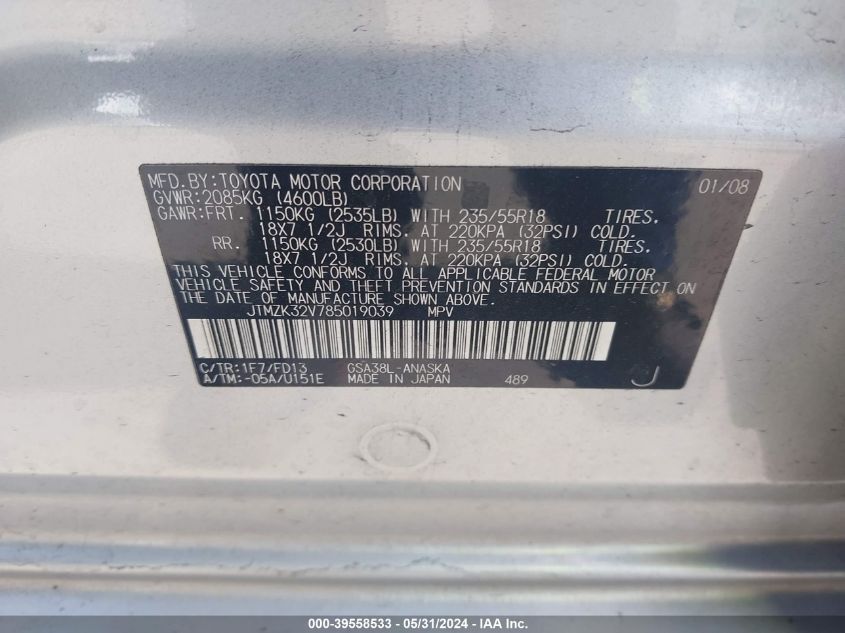 MFD.BY:TOYOTA MOTOR CORPORATION 01/08
GVWR:2085KG (4600LB)
GAWR:FRT. 1150KG (2535LB) WITH 235/55R18 TIRES.
18X7 1/2J RIMS. AT 220KPA (32PSI) COLD.
RR. 1150KG (2530LB) WITH 235/55R18 TIRES.
18X7 1/2J RIMS. AT 220KPA (32PSI) COLD.
THIS VEHICLE CONFORMS TO ALL APPLICABLE FEDERAL MOTOR
VEHICLE SAFETY AND THEFT PREVENTION STANDARDS IN EFFECT ON
THE DATE OF MANUFACTURE SHOWN ABOVE.
JTMZK32V785019039 MPV
C/TR:1F7/FD13 GSA38L-ANASKA
A/TM:-05A/U151E MADE IN JAPAN 489 J
000-39558533 - 05/31/2024 - IAA Inc.